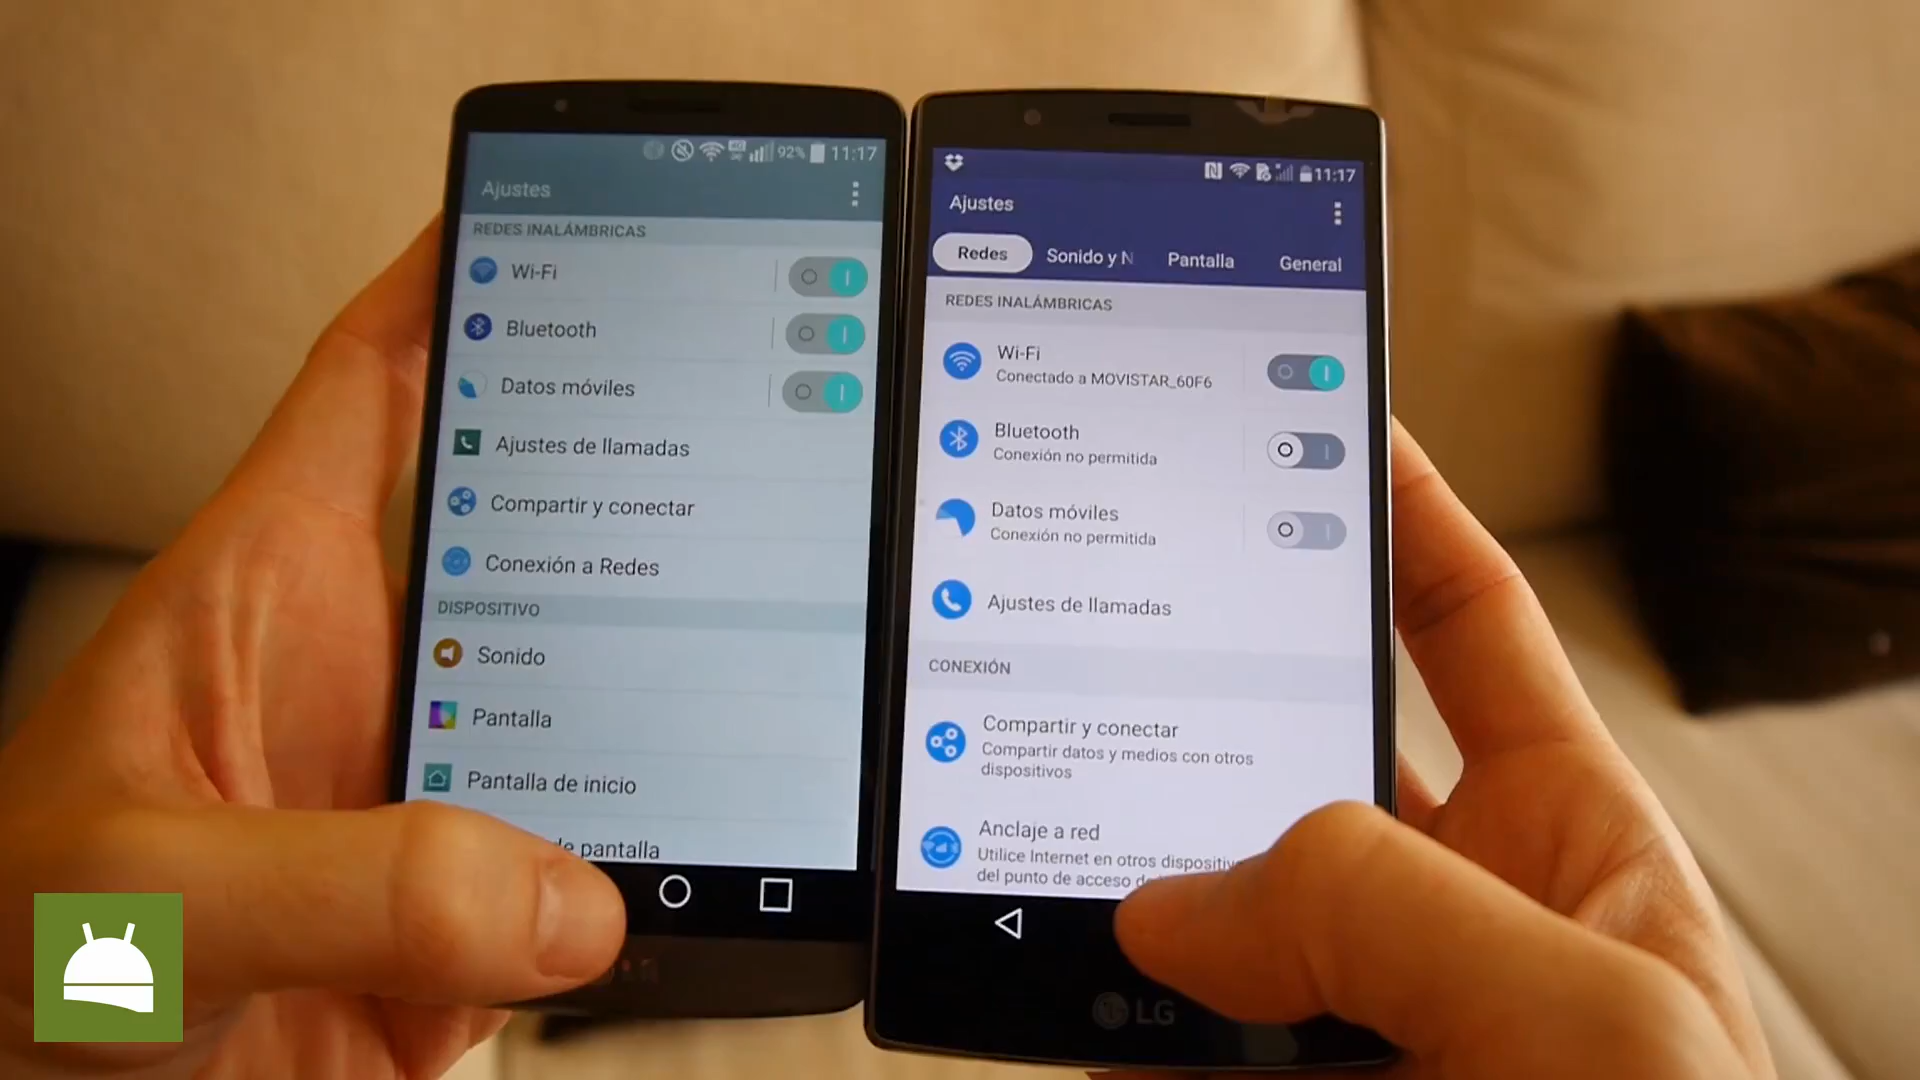 92% 11:17
Ajustes
REDES INALÁMBRICAS
Wi-Fi
Bluetooth
Datos móviles
Ajustes de llamadas
Compartir y conectar
Conexión a Redes
DISPOSITIVO
Sonido
Pantalla
Pantalla de inicio
de pantalla
11:17
Ajustes
Redes Sonido y N Pantalla General
REDES INALÁMBRICAS
Wi-Fi
Conectado a MOVISTAR_60F6
Bluetooth
Conexión no permitida
Datos móviles
Conexión no permitida
Ajustes de llamadas
CONEXIÓN
Compartir y conectar
Compartir datos y medios con otros
dispositivos
Anclaje a red
Utilice Internet en otros
del punto de acceso
LG